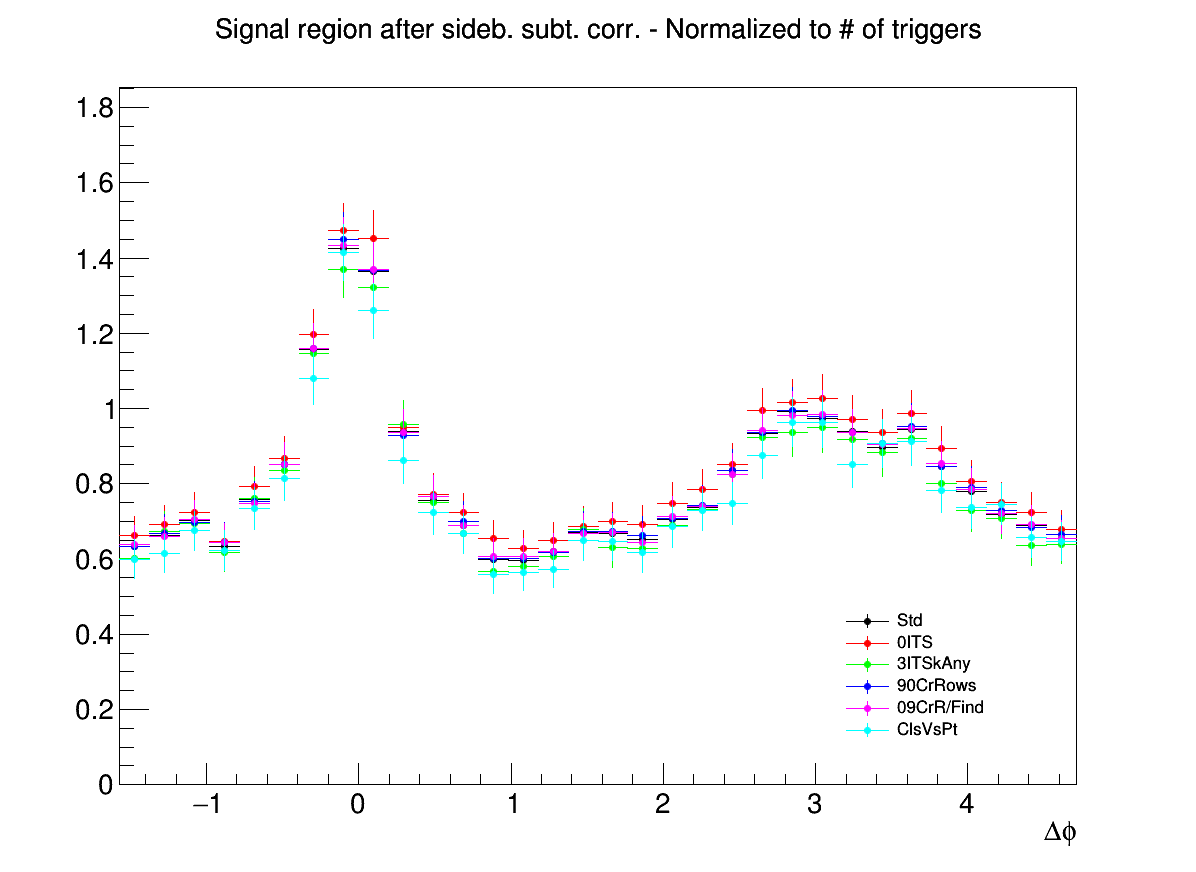 Signal region after sideb. subt. corr. - Normalized to # of triggers
1.8
1.6
1.4
1.2
1
0.8
0.6
0.4
0.2
0
−1 0 1 2 3 4
Δϕ
Std
0ITS
3ITSkAny
90CrRows
09CrR/Find
ClsVsPt